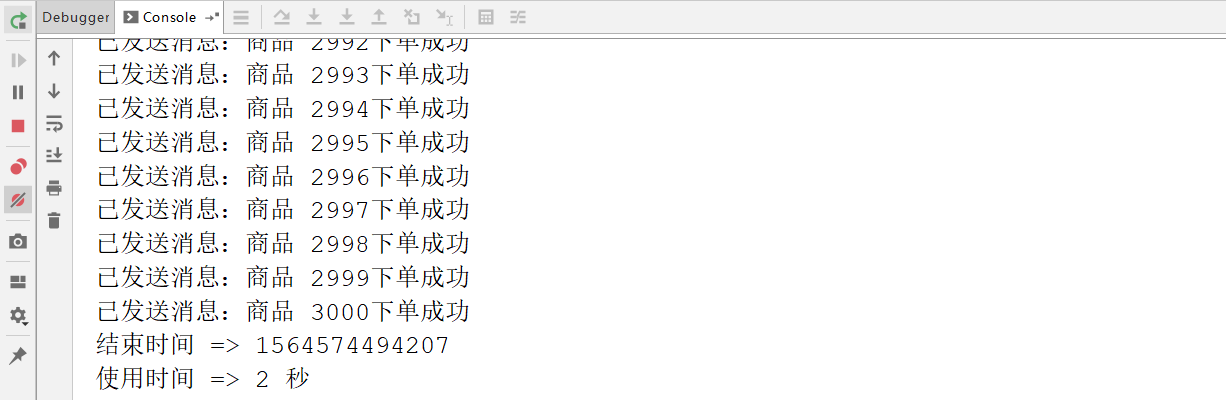 Debugger
Console
已发送消息：商品 2992下单成功
已发送消息：商品 2993下单成功
已发送消息：商品 2994下单成功
已发送消息：商品 2995下单成功
已发送消息：商品 2996下单成功
已发送消息：商品 2997下单成功
已发送消息：商品 2998下单成功
已发送消息：商品 2999下单成功
已发送消息：商品 3000下单成功
结束时间 => 1564574494207
使用时间 => 2 秒